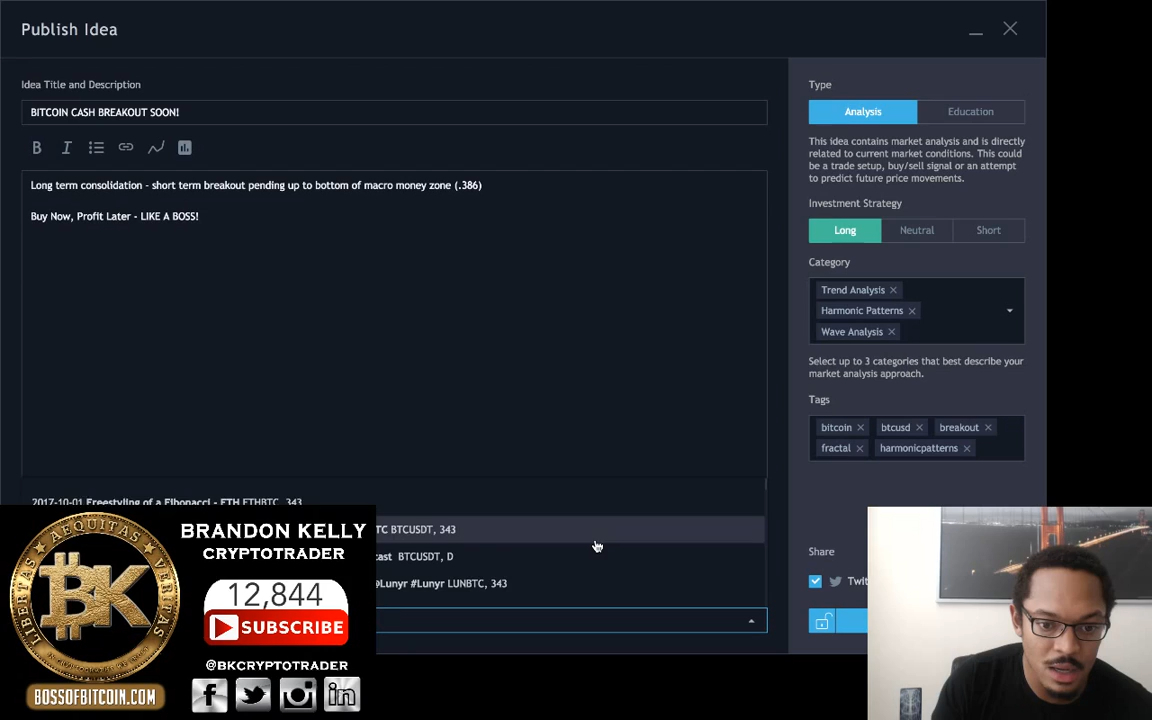 Publish Idea
Idea Title and Description
BITCOIN CASH BREAKOUT SOON!
B I
Long term consolidation - short term breakout pending up to bottom of macro money zone (.386)
Buy Now, Profit Later - LIKE A BOSS!
2017-10-01 Freestyling of a Fibonacci - ETH ETHBTC, 343
TC BTCUSDT, 343
cast BTCUSDT, D
@Lunyr #Lunyr LUNBTC, 343
Type
Analysis Education
This idea contains market analysis and is directly
related to current market conditions. This could
be a trade setup, buy/sell signal or an attempt
to predict future price movements.
Investment Strategy
Long Neutral Short
Category
Trend Analysis
Harmonic Patterns
Wave Analysis
Select up to 3 categories that best describe your
market analysis approach.
Tags
bitcoin btcusd breakout
fractal harmonicpatterns
Share
Twit
AEQUITAS
LIBERTAS VERITAS
BK
IN CRYPTOGRAPHY WE TRUST
BRANDON KELLY
CRYPTOTRADER
12,844
SUBSCRIBE
@BKCRYPTOTRADER
BOSSOFBITCOIN.COM
f in